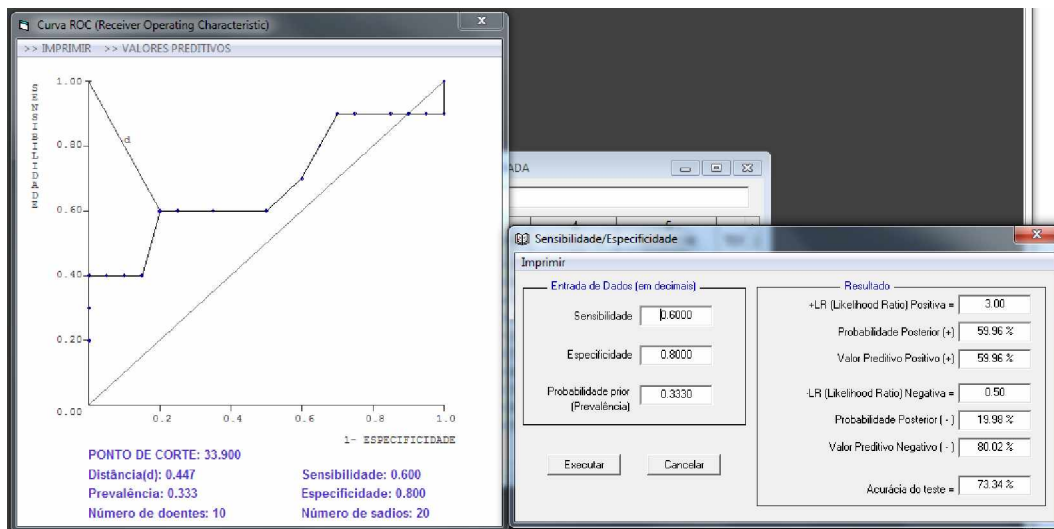 Curva ROC (Receiver Operating Characteristic)
x
>> IMPRIMIR >> VALORES PREDITIVOS
SENSIBILIDADE
1.00
0.80
0.60
0.40
0.20
0.00
d
0.2
0.4
0.6
0.8
1.0
1- ESPECIFICIDADE
PONTO DE CORTE: 33.900
Distância(d): 0.447
Sensibilidade: 0.600
Prevalência: 0.333
Especificidade: 0.800
Número de doentes: 10
Número de sadios: 20
ADA
Sensibilidade/Especificidade
x
Imprimir
Entrada de Dados (em decimais)
Sensibilidade 0.6000
Especificidade 0.8000
Probabilidade prior
(Prevalência)
0.3330
Executar
Cancelar
Resultado
+LR (Likelihood Ratio) Positiva = 3.00
Probabilidade Posterior (+) 59.96 %
Valor Preditivo Positivo (+) 59.96 %
-LR (Likelihood Ratio) Negativa = 0.50
Probabilidade Posterior ( - ) 19.98 %
Valor Preditivo Negativo ( - ) 80.02 %
Acurácia do teste = 73.34 %